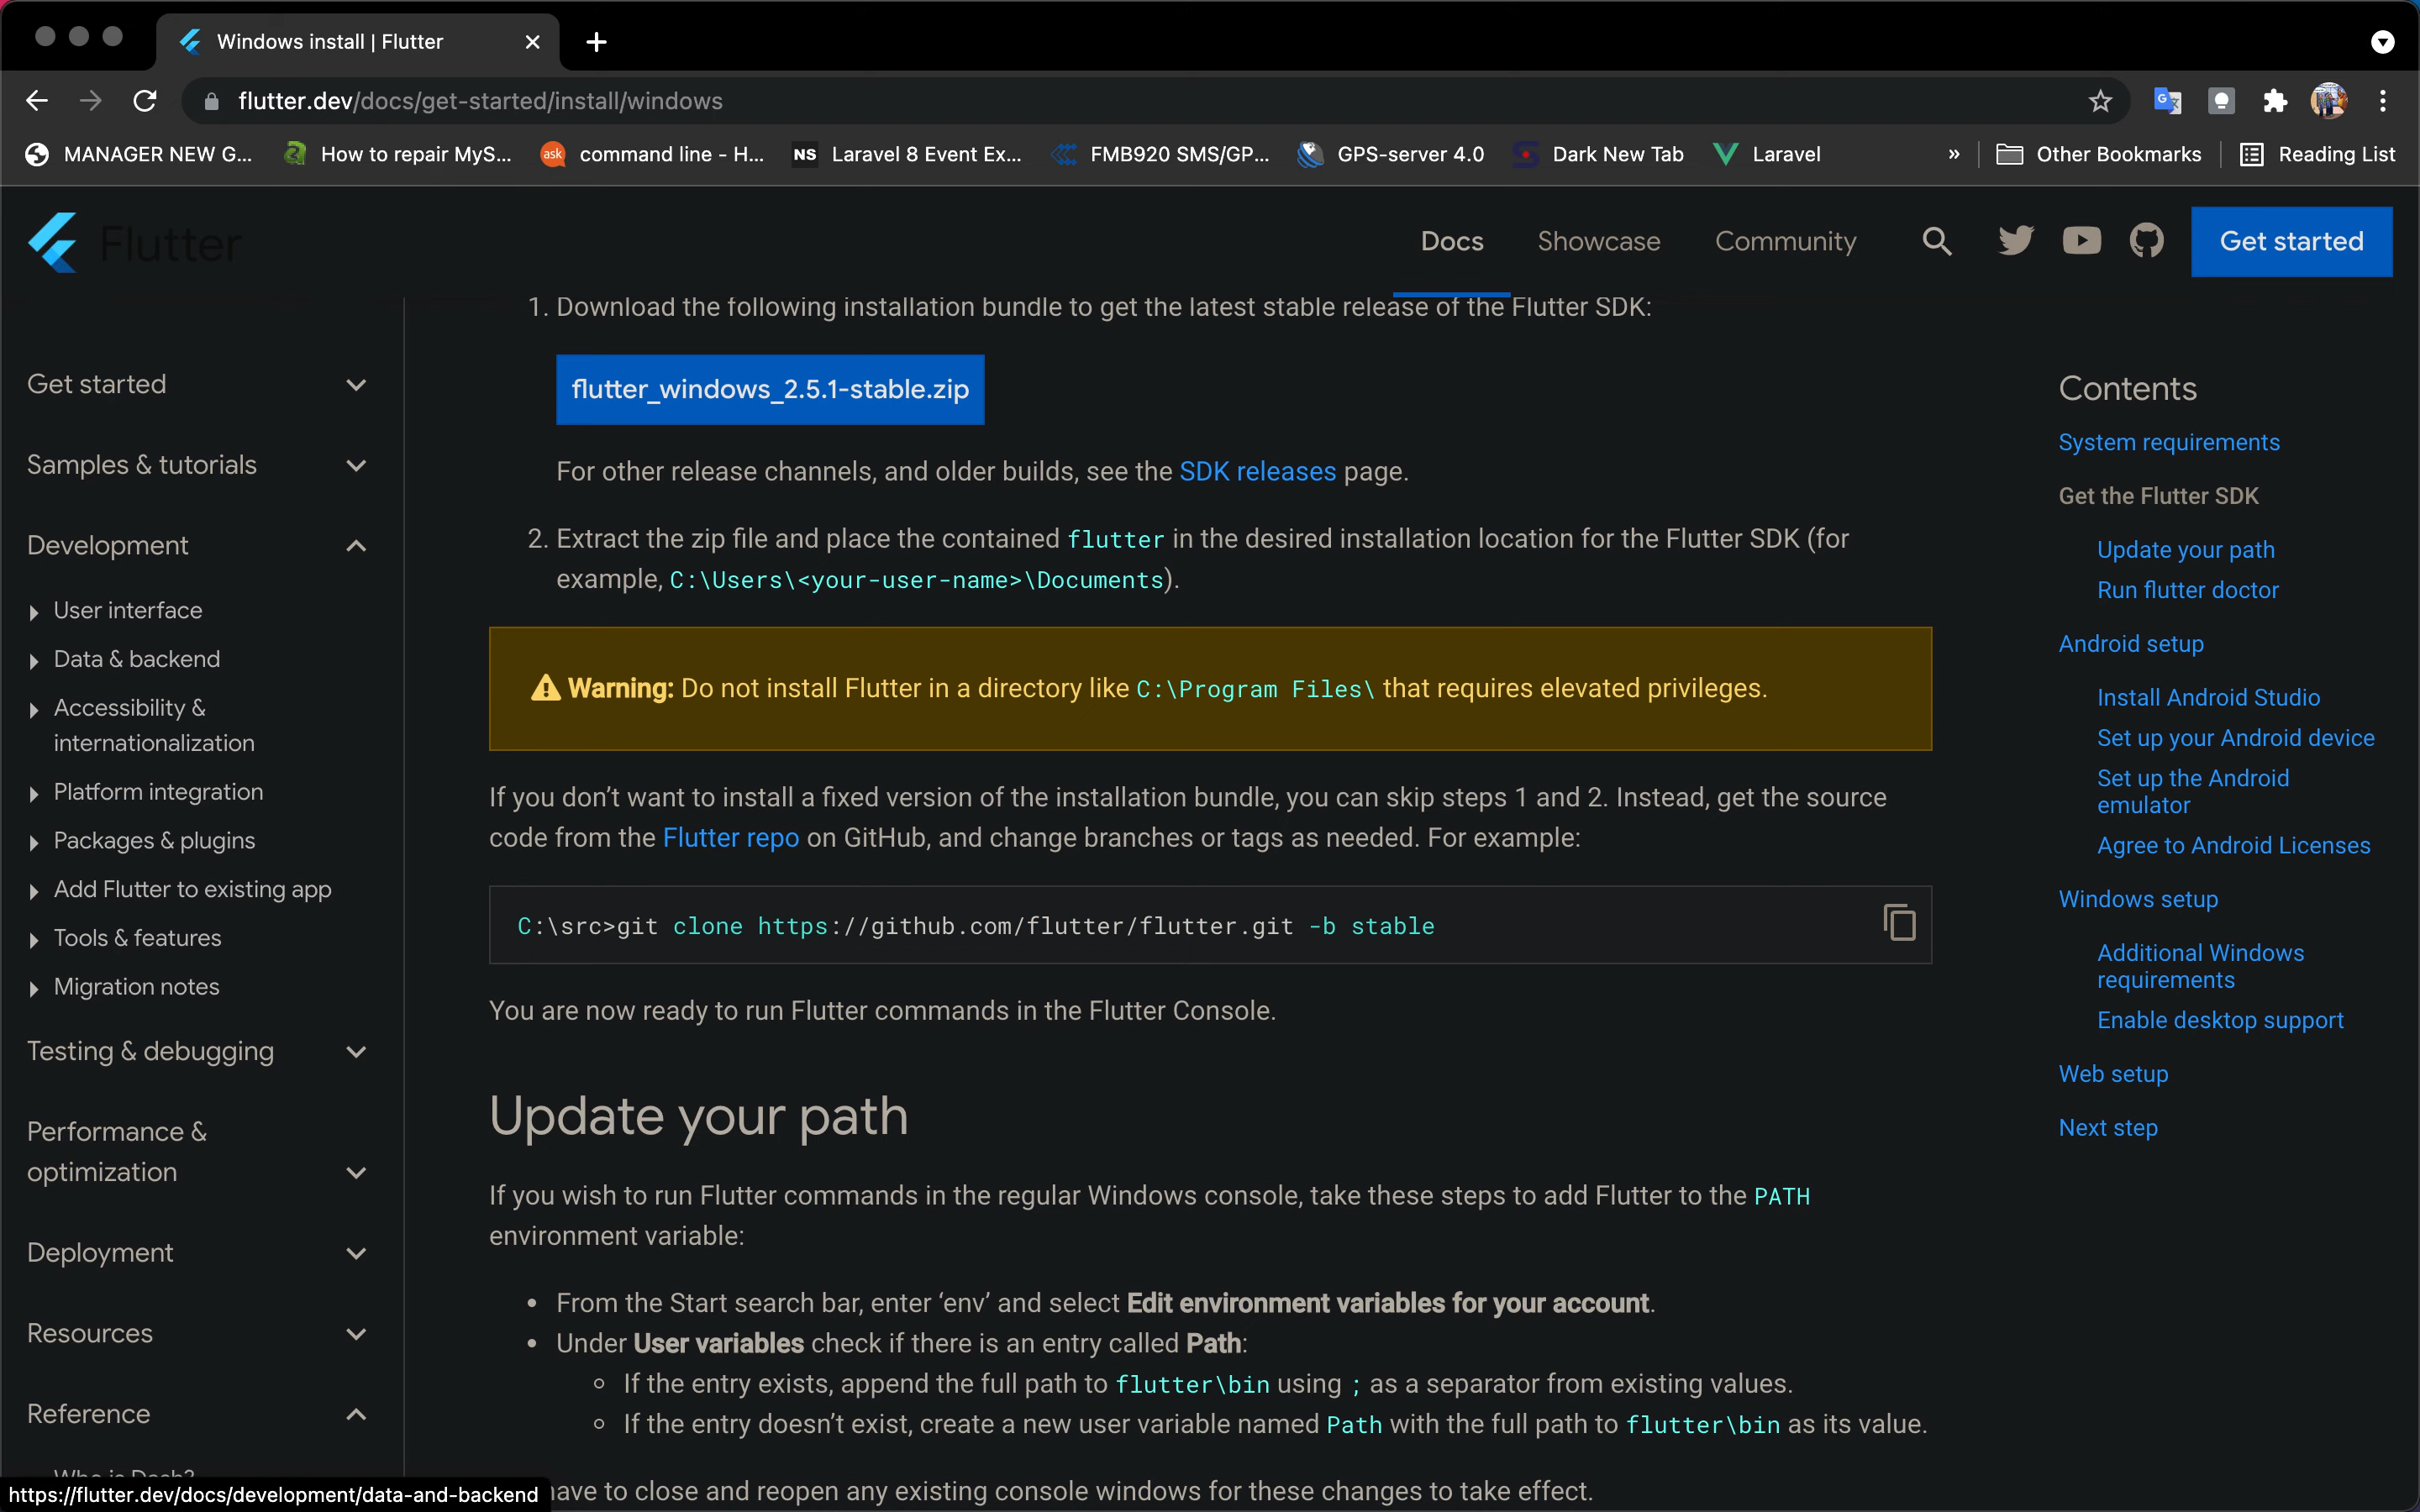 Windows install | Flutter
flutter.dev/docs/get-started/install/windows
MANAGER NEW G...
How to repair MyS...
ask
command line - H...
NS
Laravel 8 Event Ex...
FMB920 SMS/GP...
GPS-server 4.0
Dark New Tab
Laravel
»
Other Bookmarks
Reading List
Flutter
Docs
Showcase
Community
Get started
Get started
Samples & tutorials
Development
User interface
Data & backend
Accessibility &
internationalization
Platform integration
Packages & plugins
Add Flutter to existing app
Tools & features
Migration notes
Testing & debugging
Performance &
optimization
Deployment
Resources
Reference
Who is Dash?
https://flutter.dev/docs/development/data-and-backend
1. Download the following installation bundle to get the latest stable release of the Flutter SDK:
flutter_windows_2.5.1-stable.zip
For other release channels, and older builds, see the SDK releases page.
2. Extract the zip file and place the contained flutter in the desired installation location for the Flutter SDK (for
example, C:\Users\<your-user-name>\Documents).
Warning: Do not install Flutter in a directory like C:\Program Files\ that requires elevated privileges.
If you don’t want to install a fixed version of the installation bundle, you can skip steps 1 and 2. Instead, get the source
code from the Flutter repo on GitHub, and change branches or tags as needed. For example:
C:\src>git clone https://github.com/flutter/flutter.git -b stable
You are now ready to run Flutter commands in the Flutter Console.
Update your path
If you wish to run Flutter commands in the regular Windows console, take these steps to add Flutter to the PATH
environment variable:
• From the Start search bar, enter ‘env’ and select Edit environment variables for your account.
• Under User variables check if there is an entry called Path:
○ If the entry exists, append the full path to flutter\bin using ; as a separator from existing values.
○ If the entry doesn’t exist, create a new user variable named Path with the full path to flutter\bin as its value.
have to close and reopen any existing console windows for these changes to take effect.
Contents
System requirements
Get the Flutter SDK
Update your path
Run flutter doctor
Android setup
Install Android Studio
Set up your Android device
Set up the Android
emulator
Agree to Android Licenses
Windows setup
Additional Windows
requirements
Enable desktop support
Web setup
Next step